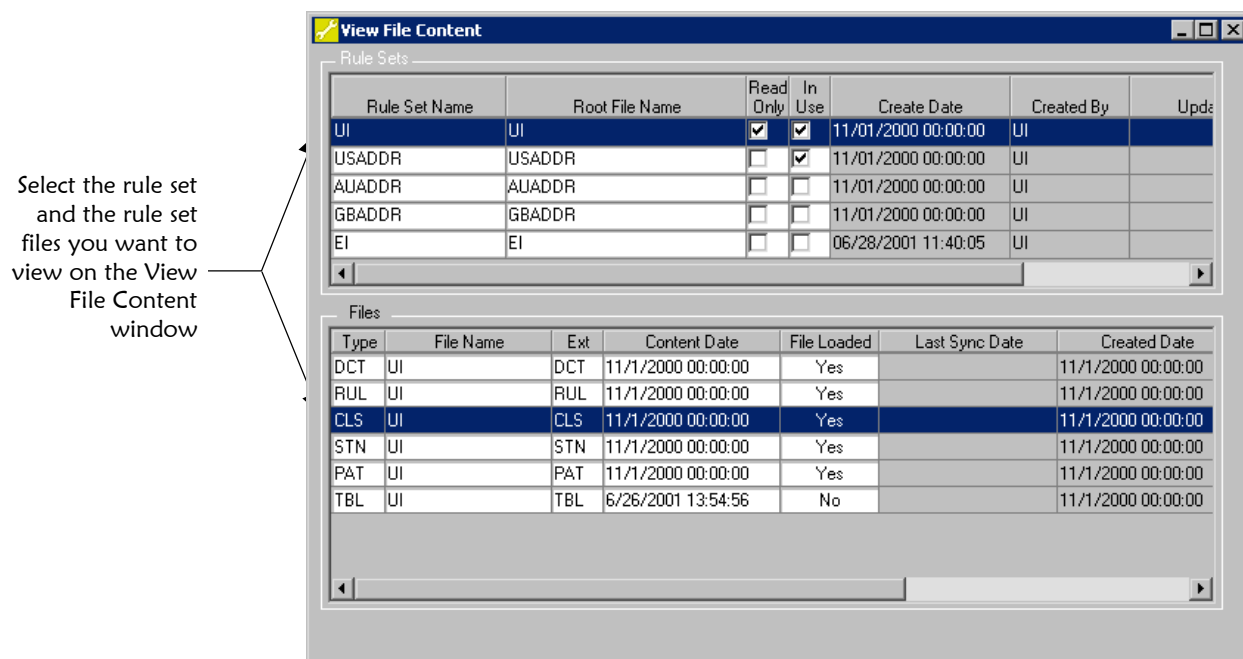 View File Content
Rule Sets
Rule Set Name Root File Name Read Only In Use Create Date Created By Upda
UI UI 11/01/2000 00:00:00 UI
USADDR USADDR 11/01/2000 00:00:00 UI
AUADDR AUADDR 11/01/2000 00:00:00 UI
GBADDR GBADDR 11/01/2000 00:00:00 UI
EI EI 06/28/2001 11:40:05 UI
Select the rule set
and the rule set
files you want to
view on the View
File Content
window
Files
Type File Name Ext Content Date File Loaded Last Sync Date Created Date
DCT UI DCT 11/1/2000 00:00:00 Yes 11/1/2000 00:00:00
RUL UI RUL 11/1/2000 00:00:00 Yes 11/1/2000 00:00:00
CLS UI CLS 11/1/2000 00:00:00 Yes 11/1/2000 00:00:00
STN UI STN 11/1/2000 00:00:00 Yes 11/1/2000 00:00:00
PAT UI PAT 11/1/2000 00:00:00 Yes 11/1/2000 00:00:00
TBL UI TBL 6/26/2001 13:54:56 No 11/1/2000 00:00:00